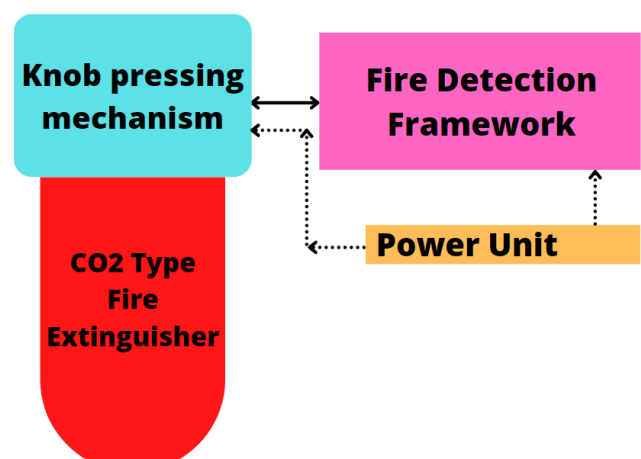 Knob pressing
mechanism
Fire Detection
Framework
Power Unit
CO2 Type
Fire
Extinguisher